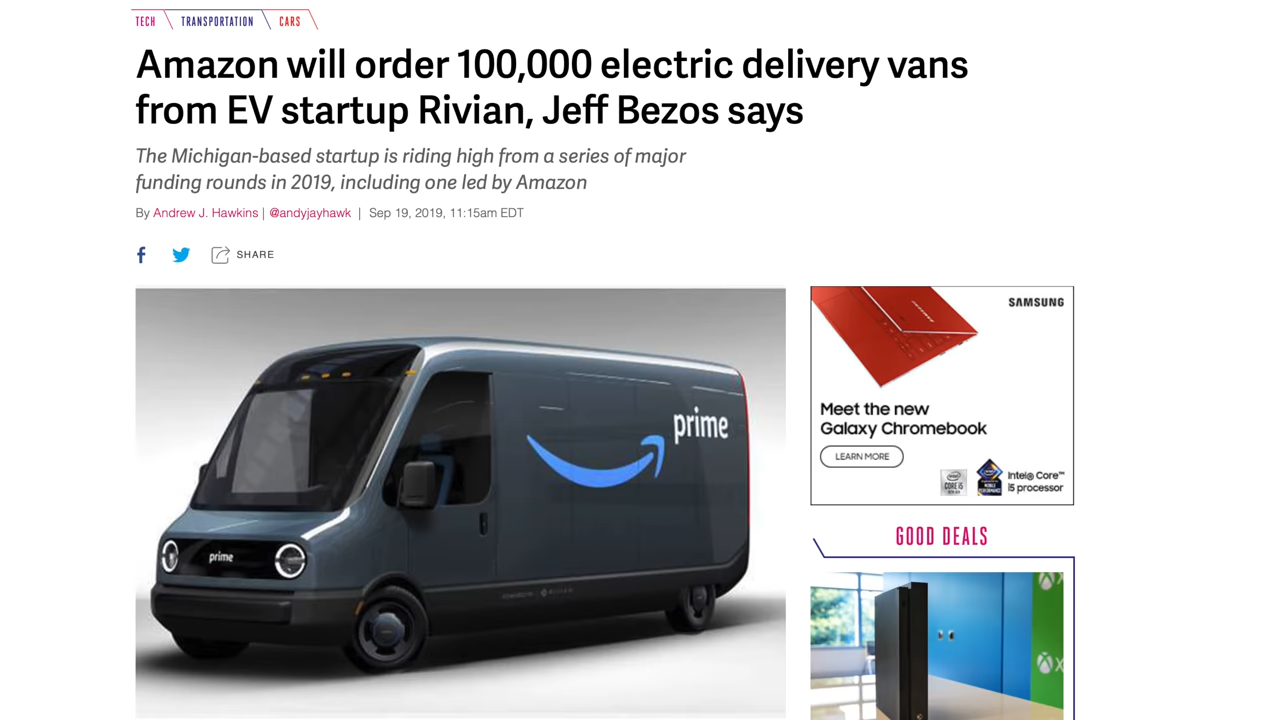 TECH TRANSPORTATION CARS
Amazon will order 100,000 electric delivery vans
from EV startup Rivian, Jeff Bezos says
The Michigan-based startup is riding high from a series of major
funding rounds in 2019, including one led by Amazon
By Andrew J. Hawkins | @andyjayhawk | Sep 19, 2019, 11:15am EDT
SHARE
prime
prime
SAMSUNG
Meet the new
Galaxy Chromebook
LEARN MORE
CORE i5
Intel® Core™
i5 processor
GOOD DEALS